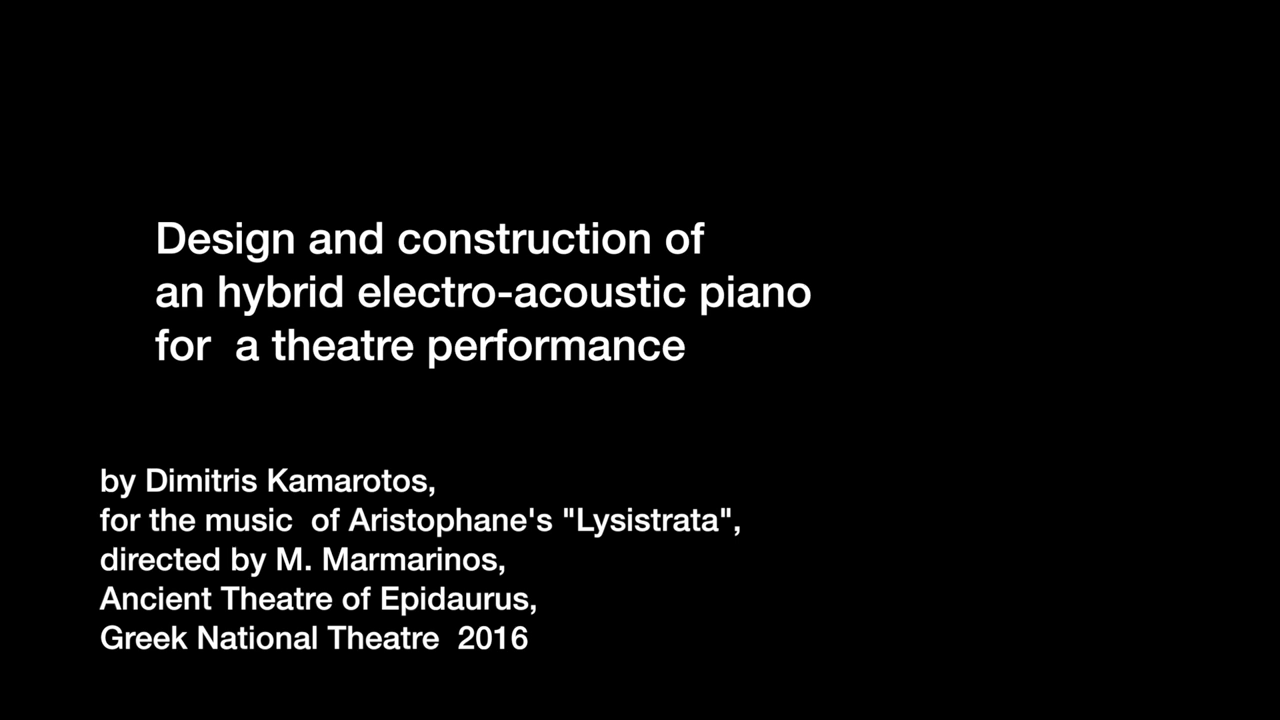 Design and construction of
an hybrid electro-acoustic piano
for  a theatre performance
by Dimitris Kamarotos,
for the music  of Aristophane's "Lysistrata",
directed by M. Marmarinos,
Ancient Theatre of Epidaurus,
Greek National Theatre  2016